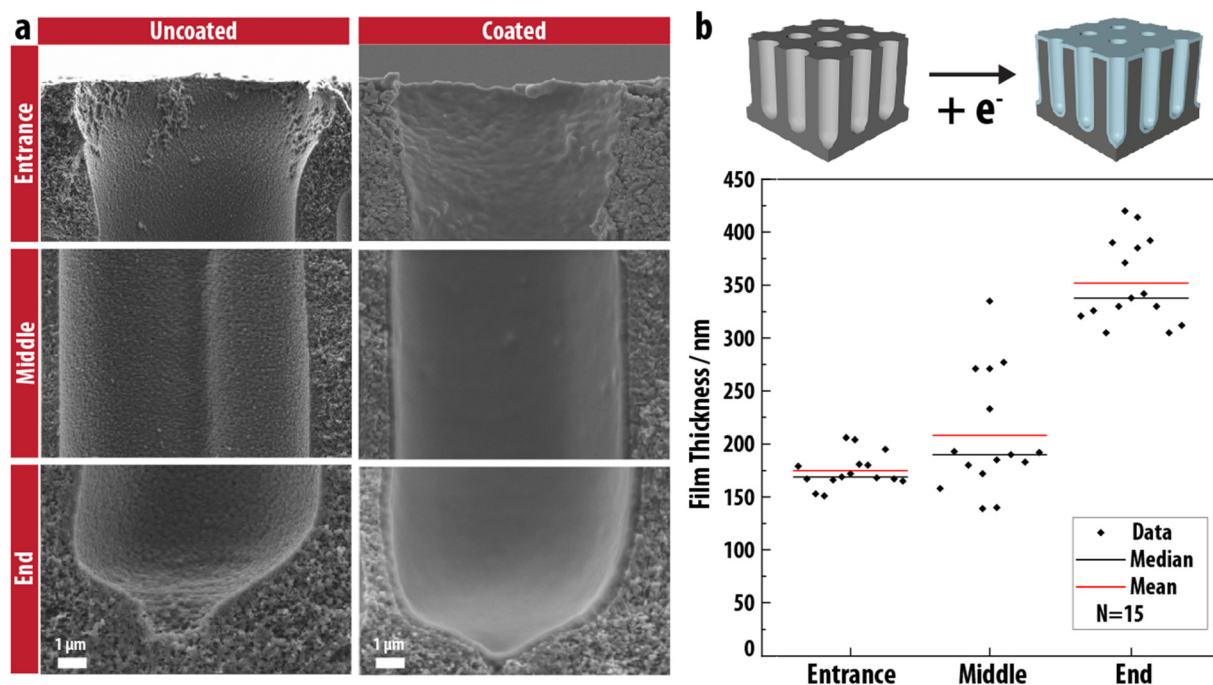 a
Uncoated
Coated
Entrance
Middle
End
1 µm
1 µm
b
+ e-
Film Thickness / nm
450
400
350
300
250
200
150
100
50
0
Entrance
Middle
End
Data
Median
Mean
N=15